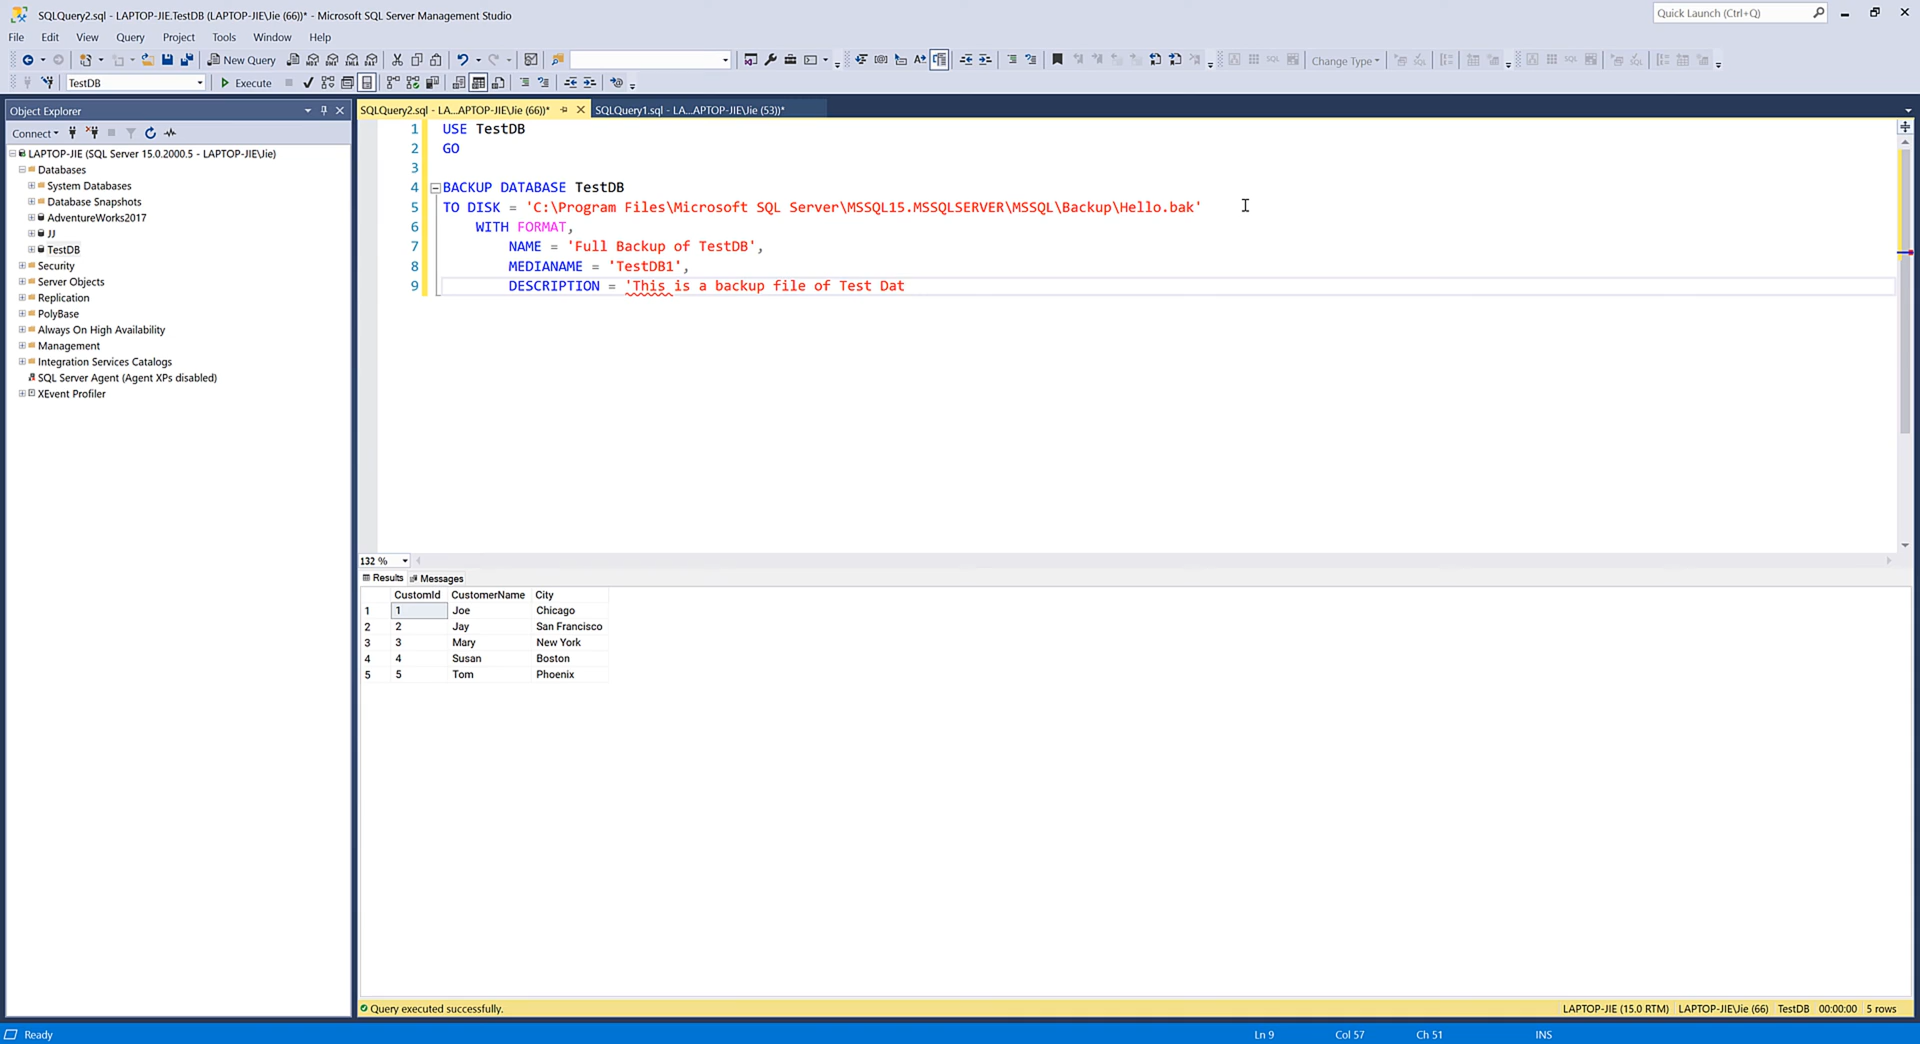 SQLQuery2.sql - LAPTOP-JIE.TestDB (LAPTOP-JIE\Jie (66))* - Microsoft SQL Server Management Studio
Quick Launch (Ctrl+Q)
File Edit View Query Project Tools Window Help
New Query
Change Type
TestDB
Execute
Object Explorer
Connect
LAPTOP-JIE (SQL Server 15.0.2000.5 - LAPTOP-JIE\Jie)
Databases
System Databases
Database Snapshots
AdventureWorks2017
JJ
TestDB
Security
Server Objects
Replication
PolyBase
Always On High Availability
Management
Integration Services Catalogs
SQL Server Agent (Agent XPs disabled)
XEvent Profiler
SQLQuery2.sql - LA...APTOP-JIE\Jie (66))*
SQLQuery1.sql - LA...APTOP-JIE\Jie (53))*
1 USE TestDB
2 GO
3
4 BACKUP DATABASE TestDB
5 TO DISK = 'C:\Program Files\Microsoft SQL Server\MSSQL15.MSSQLSERVER\MSSQL\Backup\Hello.bak'
6 WITH FORMAT,
7 NAME = 'Full Backup of TestDB',
8 MEDIANAME = 'TestDB1',
9 DESCRIPTION = 'This is a backup file of Test Dat
132 %
Results Messages
CustomId CustomerName City
1 1 Joe Chicago
2 2 Jay San Francisco
3 3 Mary New York
4 4 Susan Boston
5 5 Tom Phoenix
Query executed successfully.
LAPTOP-JIE (15.0 RTM) LAPTOP-JIE\Jie (66) TestDB 00:00:00 5 rows
Ready
Ln 9 Col 57 Ch 51 INS